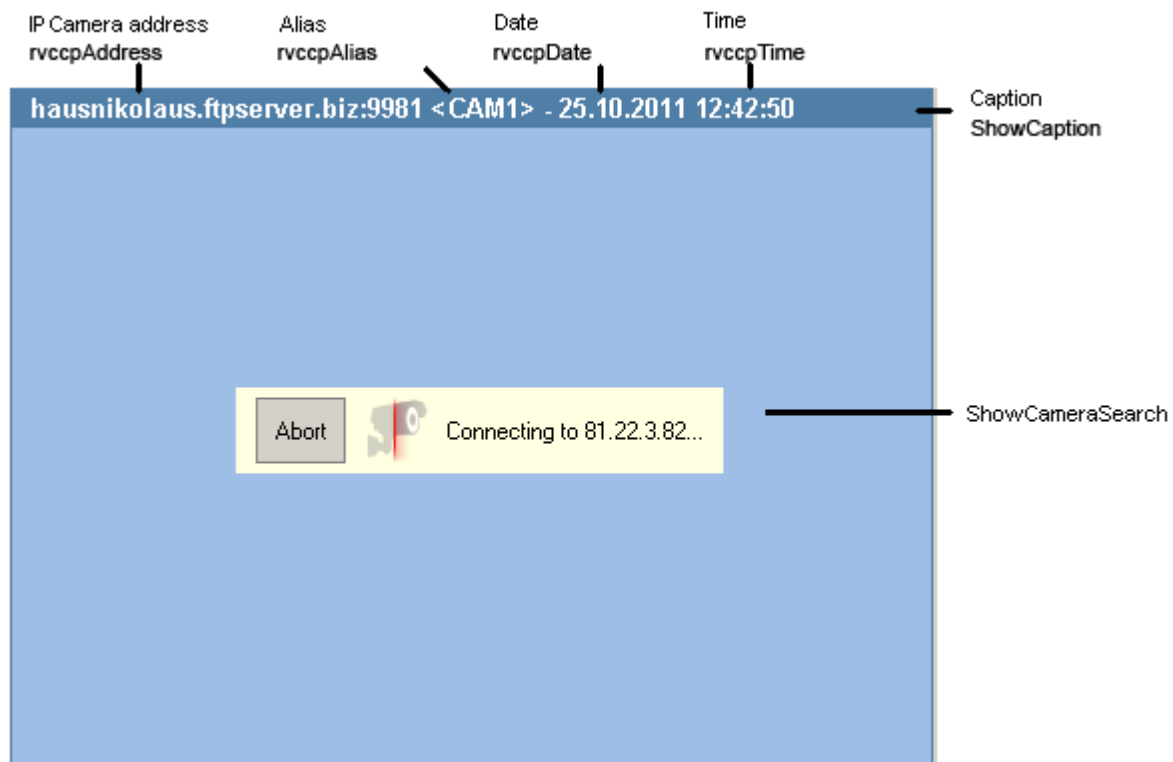 IP Camera address Alias Date Time
rvccpAddress rvccpAlias rvccpDate rvccpTime
hausnikolaus.ftpserver.biz:9981 <CAM1> - 25.10.2011 12:42:50
Caption
ShowCaption
Abort Connecting to 81.22.3.82...
ShowCameraSearch